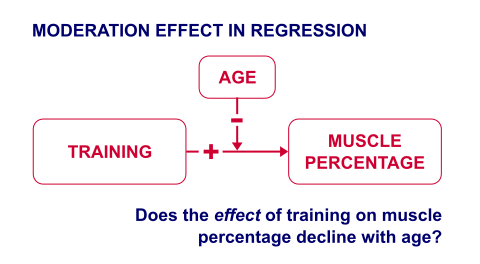 MODERATION EFFECT IN REGRESSION
AGE
-
TRAINING
+
MUSCLE
PERCENTAGE
Does the effect of training on muscle
percentage decline with age?